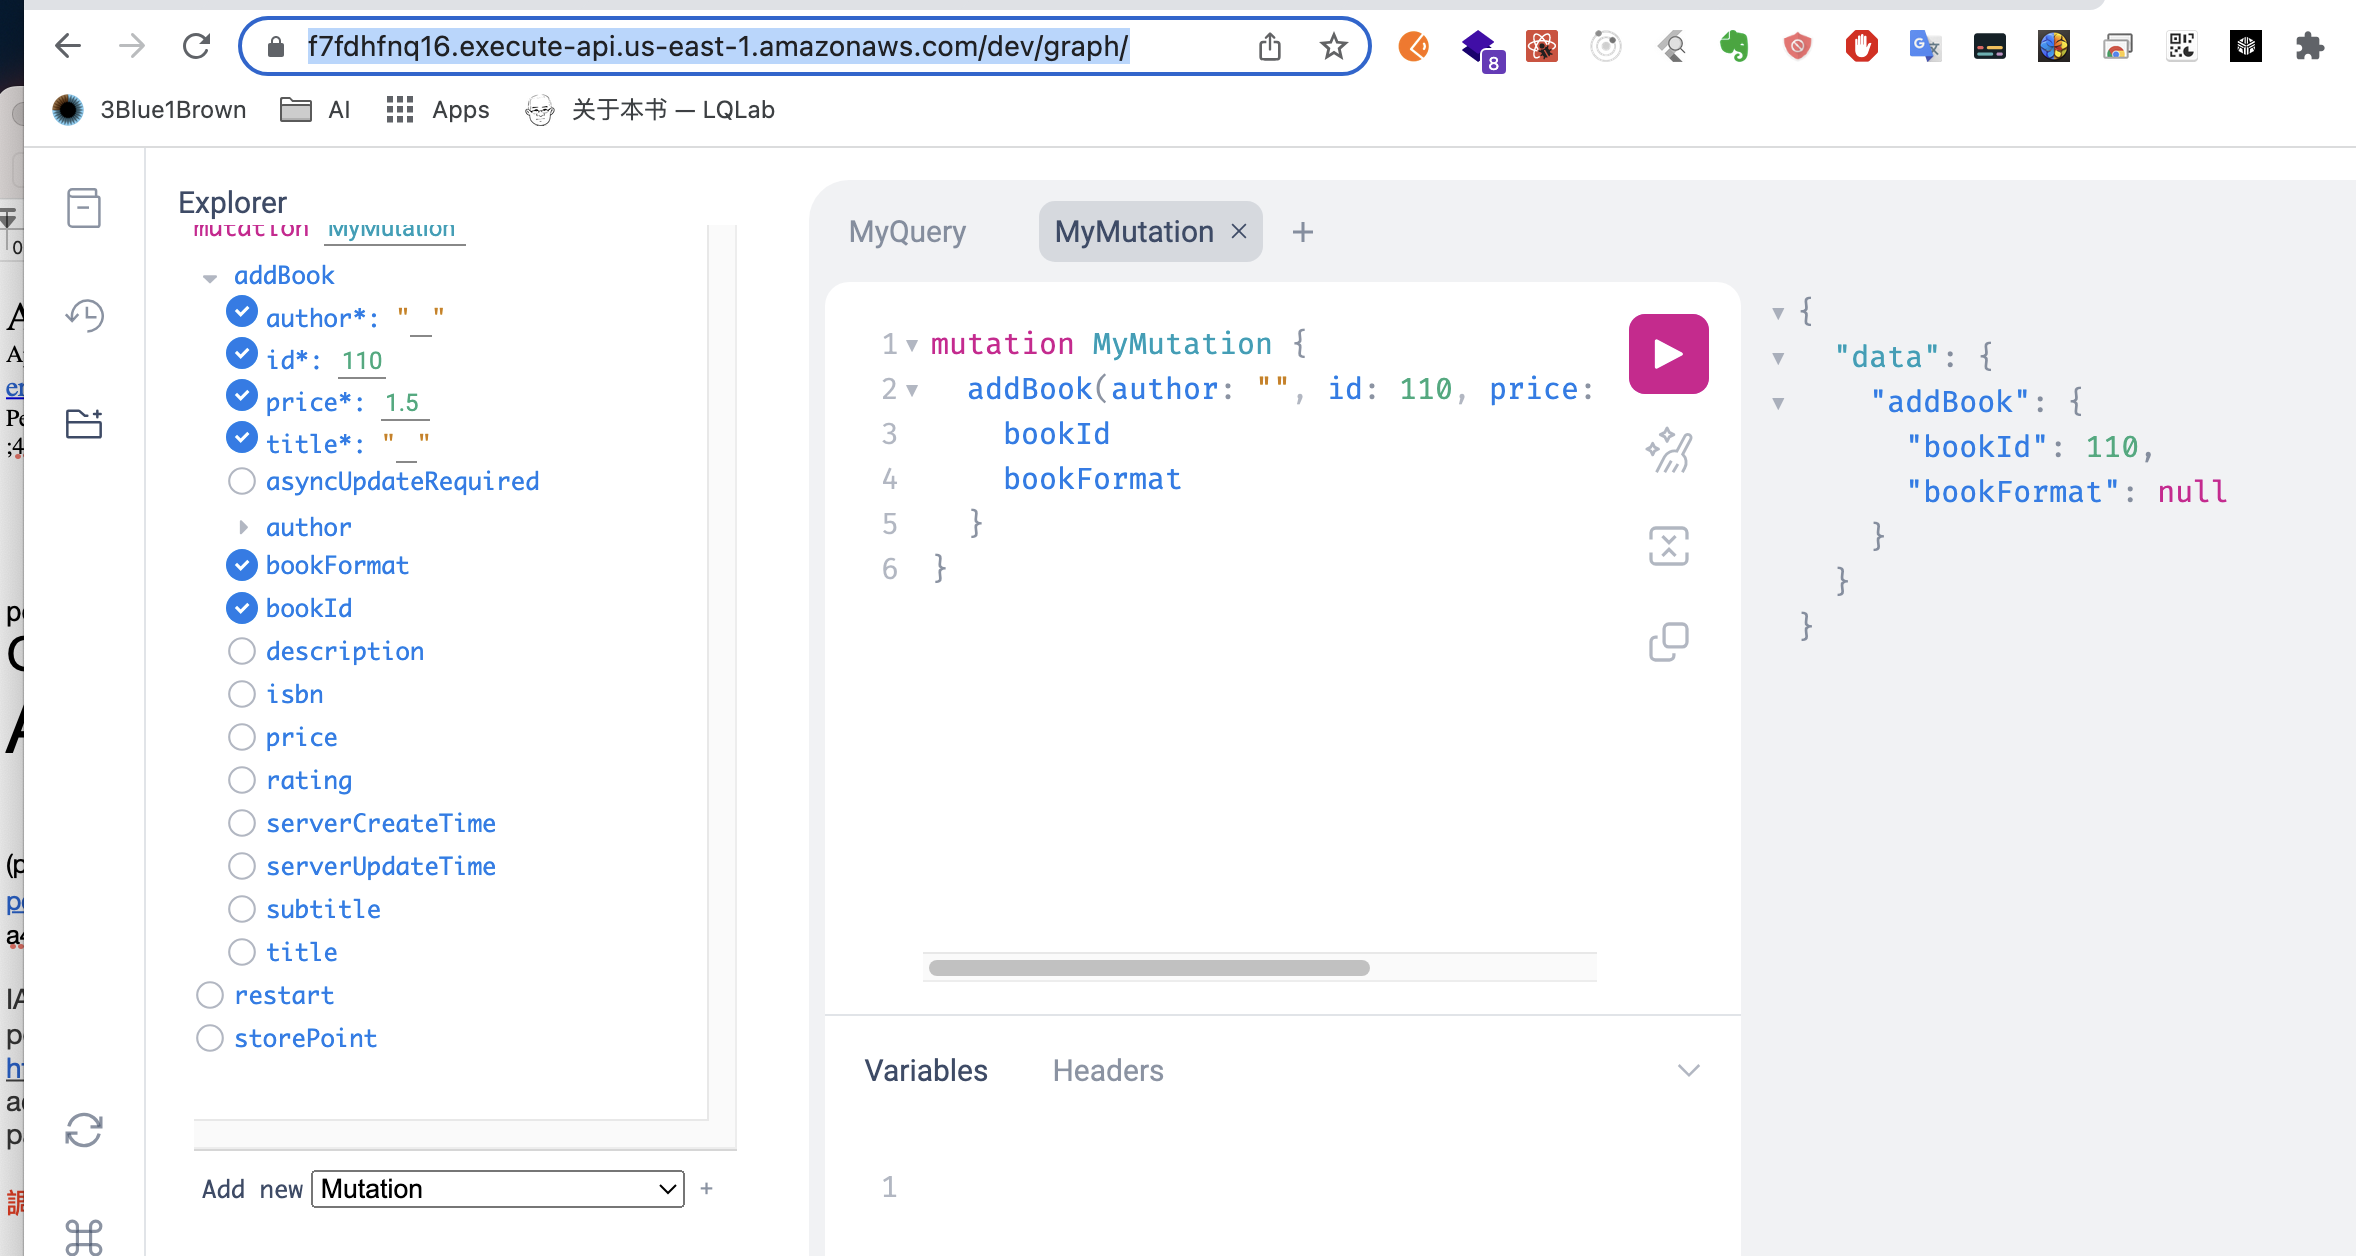 f7fdhfnq16.execute-api.us-east-1.amazonaws.com/dev/graph/
8
3Blue1Brown AI Apps 关于本书 — LQLab
Explorer
mutation MyMutation
addBook
author*: "_"
id*: 110
price*: 1.5
title*: "_"
asyncUpdateRequired
author
bookFormat
bookId
description
isbn
price
rating
serverCreateTime
serverUpdateTime
subtitle
title
restart
storePoint
Add new Mutation +
MyQuery MyMutation × +
1 mutation MyMutation {
2 addBook(author: "", id: 110, price:
3 bookId
4 bookFormat
5 }
6 }
Variables Headers
1
{
"data": {
"addBook": {
"bookId": 110,
"bookFormat": null
}
}
}